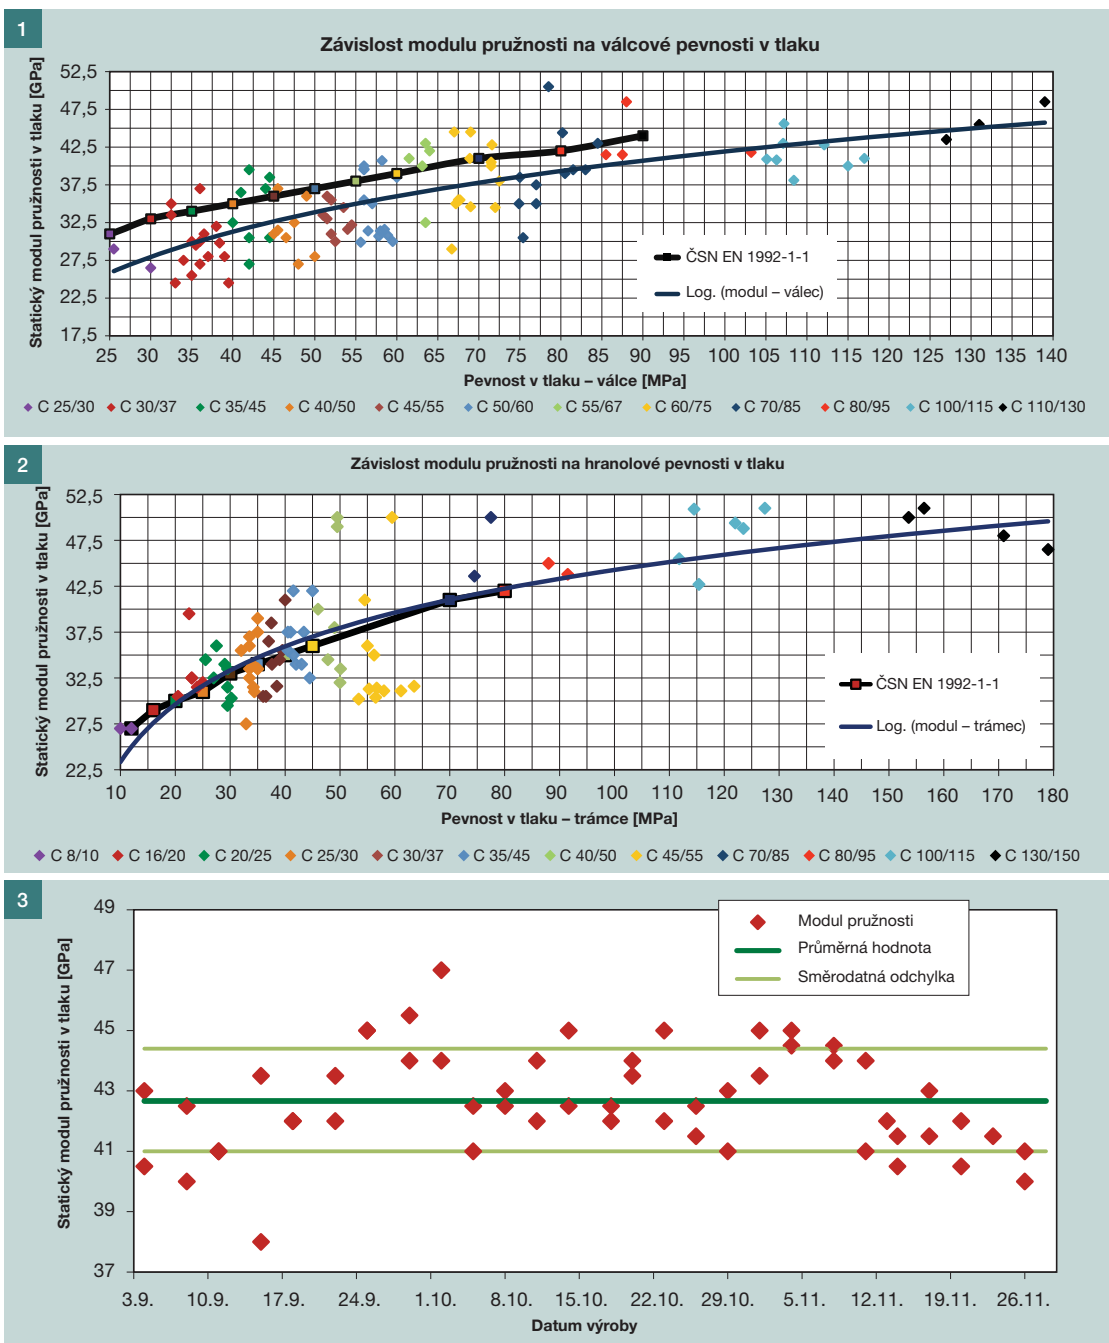 1
Závislost modulu pružnosti na válcové pevnosti v tlaku
Statický modul pružnosti v tlaku [GPa]
52,5
47,5
42,5
37,5
32,5
27,5
22,5
17,5
ČSN EN 1992-1-1
Log. (modul – válec)
25 30 35 40 45 50 55 60 65 70 75 80 85 90 95 100 105 110 115 120 125 130 135 140
Pevnost v tlaku – válce [MPa]
C 25/30 C 30/37 C 35/45 C 40/50 C 45/55 C 50/60 C 55/67 C 60/75 C 70/85 C 80/95 C 100/115 C 110/130
2
Závislost modulu pružnosti na hranolové pevnosti v tlaku
Statický modul pružnosti v tlaku [GPa]
52,5
47,5
42,5
37,5
32,5
27,5
22,5
ČSN EN 1992-1-1
Log. (modul – trámec)
10 20 30 40 50 60 70 80 90 100 110 120 130 140 150 160 170 180
Pevnost v tlaku – trámce [MPa]
C 8/10 C 16/20 C 20/25 C 25/30 C 30/37 C 35/45 C 40/50 C 45/55 C 70/85 C 80/95 C 100/115 C 130/150
3
Statický modul pružnosti v tlaku [GPa]
49
47
45
43
41
39
37
Modul pružnosti
Průměrná hodnota
Směrodatná odchylka
3.9. 10.9. 17.9. 24.9. 1.10. 8.10. 15.10. 22.10. 29.10. 5.11. 12.11. 19.11. 26.11.
Datum výroby